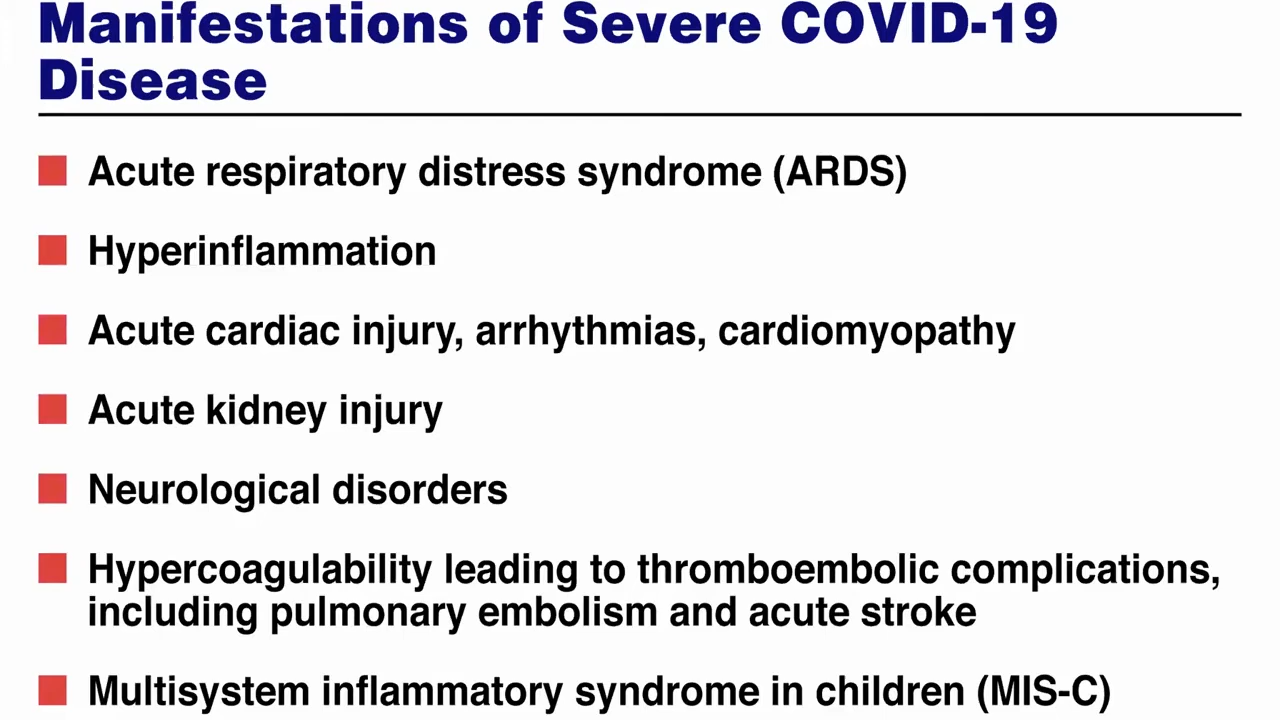 Manifestations of Severe COVID-19
Disease
Acute respiratory distress syndrome (ARDS)
Hyperinflammation
Acute cardiac injury, arrhythmias, cardiomyopathy
Acute kidney injury
Neurological disorders
Hypercoagulability leading to thromboembolic complications,
including pulmonary embolism and acute stroke
Multisystem inflammatory syndrome in children (MIS-C)